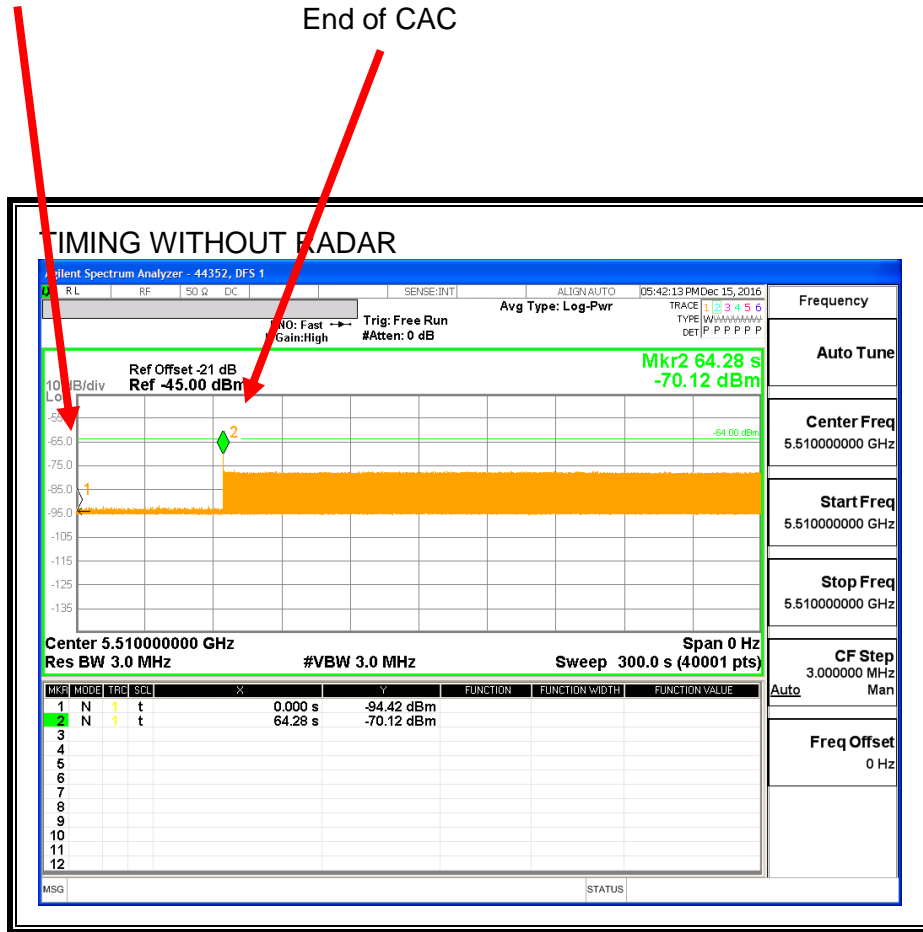 End of CAC
TIMING WITHOUT RADAR
Agilent Spectrum Analyzer - 44352, DFS 1
RL RF 50 Ω DC SENSE:INT ALIGN AUTO 05:42:13 PM Dec 15, 2016
PNO: Fast Trig: Free Run Avg Type: Log-Pwr TRACE 1 2 3 4 5 6
TYPE WWWWWW
IFGain:High #Atten: 0 dB DET P P P P P P
Mkr2 64.28 s
-70.12 dBm
Ref Offset -21 dB
10 dB/div Ref -45.00 dBm
Log
-55.0
-65.0
-75.0
-85.0
-95.0
-105
-115
-125
-135
-64.00 dBm
1
2
Center 5.510000000 GHz Span 0 Hz
Res BW 3.0 MHz #VBW 3.0 MHz Sweep 300.0 s (40001 pts)
MKR MODE TRC SCL X Y FUNCTION FUNCTION WIDTH FUNCTION VALUE
1 N 1 t 0.000 s -94.42 dBm
2 N 1 t 64.28 s -70.12 dBm
3
4
5
6
7
8
9
10
11
12
MSG STATUS
Frequency
Auto Tune
Center Freq
5.510000000 GHz
Start Freq
5.510000000 GHz
Stop Freq
5.510000000 GHz
CF Step
3.000000 MHz
Auto Man
Freq Offset
0 Hz